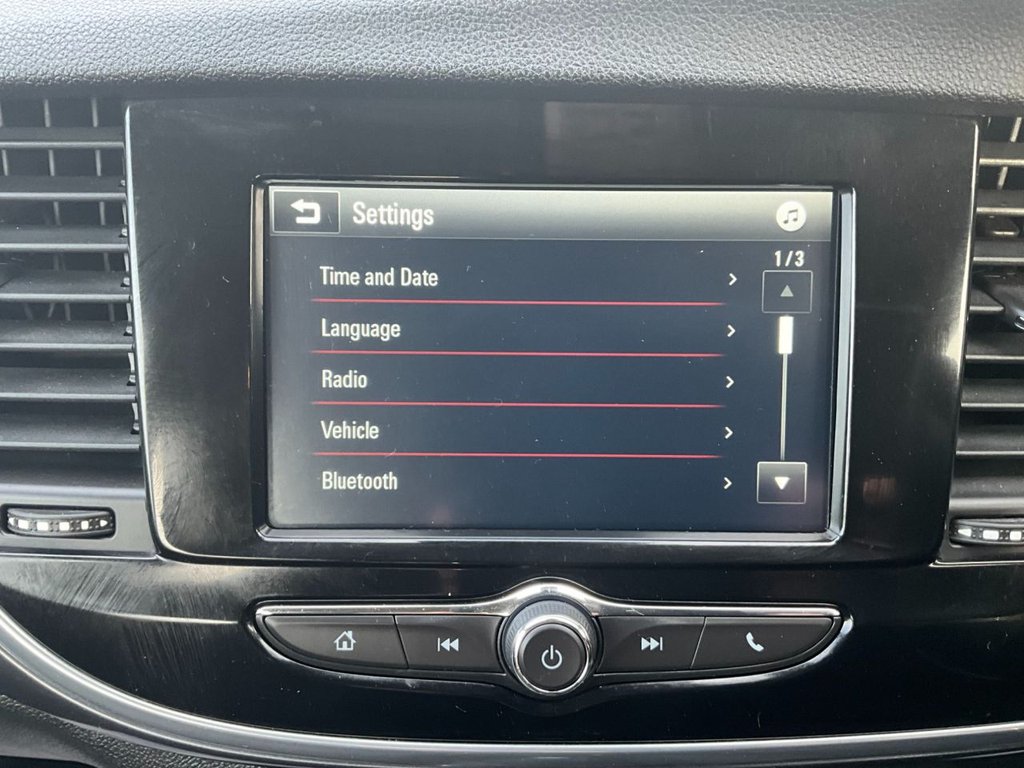 Settings
1/3
Time and Date
Language
Radio
Vehicle
Bluetooth